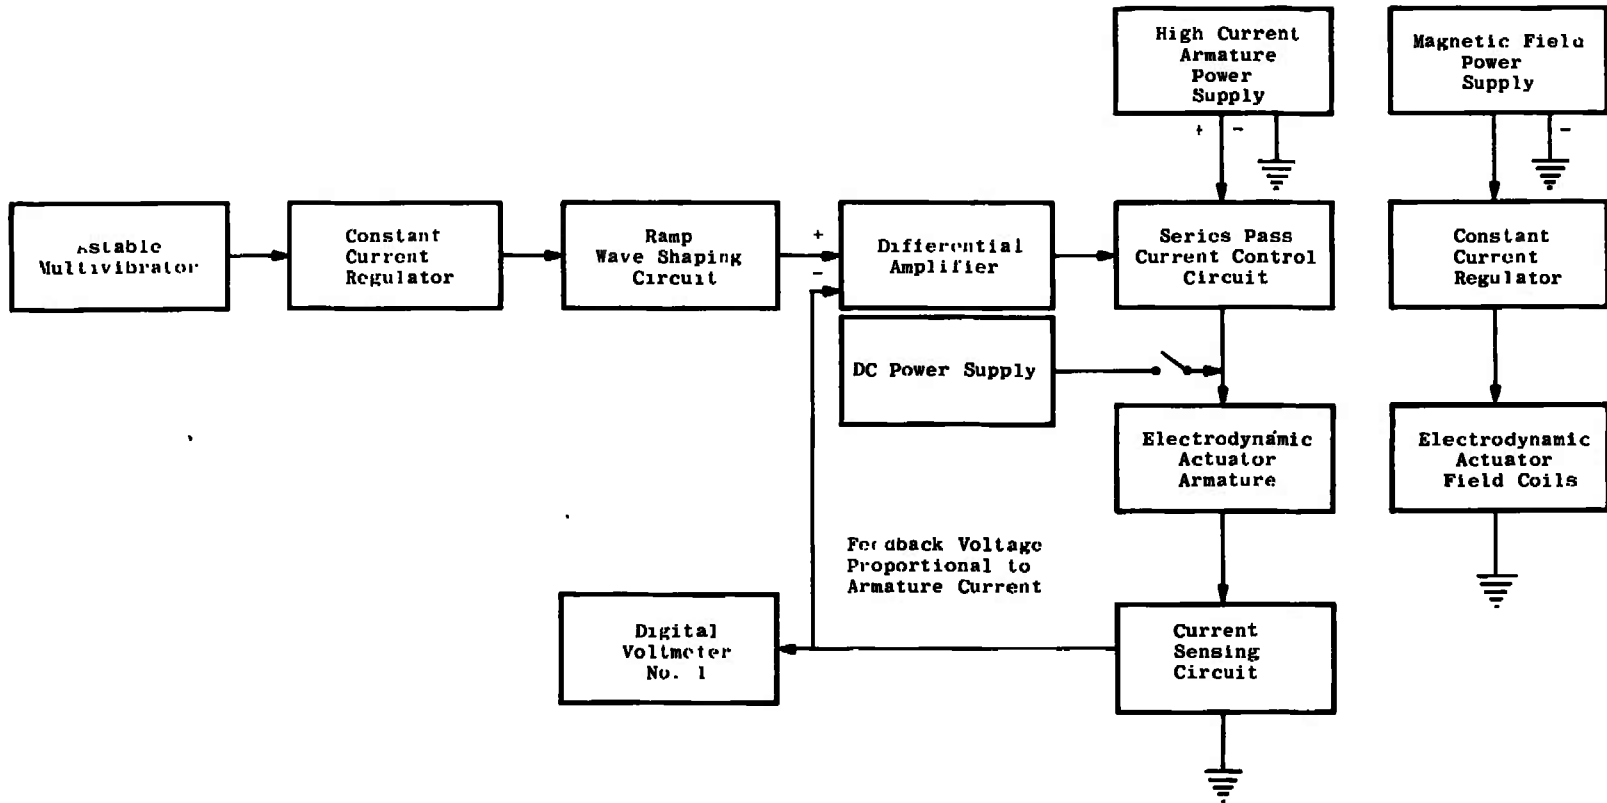 High Current
Armature
Power
Supply
+ -
Magnetic Field
Power
Supply
-
Astable
Multivibrator
Constant
Current
Regulator
Ramp
Wave Shaping
Circuit
+
-
Differential
Amplifier
Series Pass
Current Control
Circuit
Constant
Current
Regulator
DC Power Supply
Electrodynamic
Actuator
Armature
Electrodynamic
Actuator
Field Coils
Feedback Voltage
Proportional to
Armature Current
Digital
Voltmeter
No. 1
Current
Sensing
Circuit